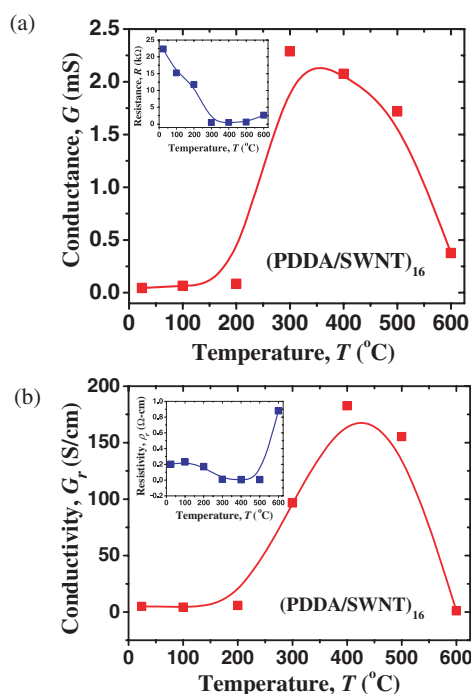 (a)
Conductance, G (mS)
2.5
2.0
1.5
1.0
0.5
0.0
Resistance, R (kΩ)
25
20
15
10
5
0
0 100 200 300 400 500 600
Temperature, T (°C)
(PDDA/SWNT)16
0 100 200 300 400 500 600
Temperature, T (°C)
(b)
Conductivity, Gr (S/cm)
200
150
100
50
0
Resistivity, ρr (Ω-cm)
1.0
0.8
0.6
0.4
0.2
0.0
-0.2
0 100 200 300 400 500 600
Temperature, T (°C)
(PDDA/SWNT)16
0 100 200 300 400 500 600
Temperature, T (°C)